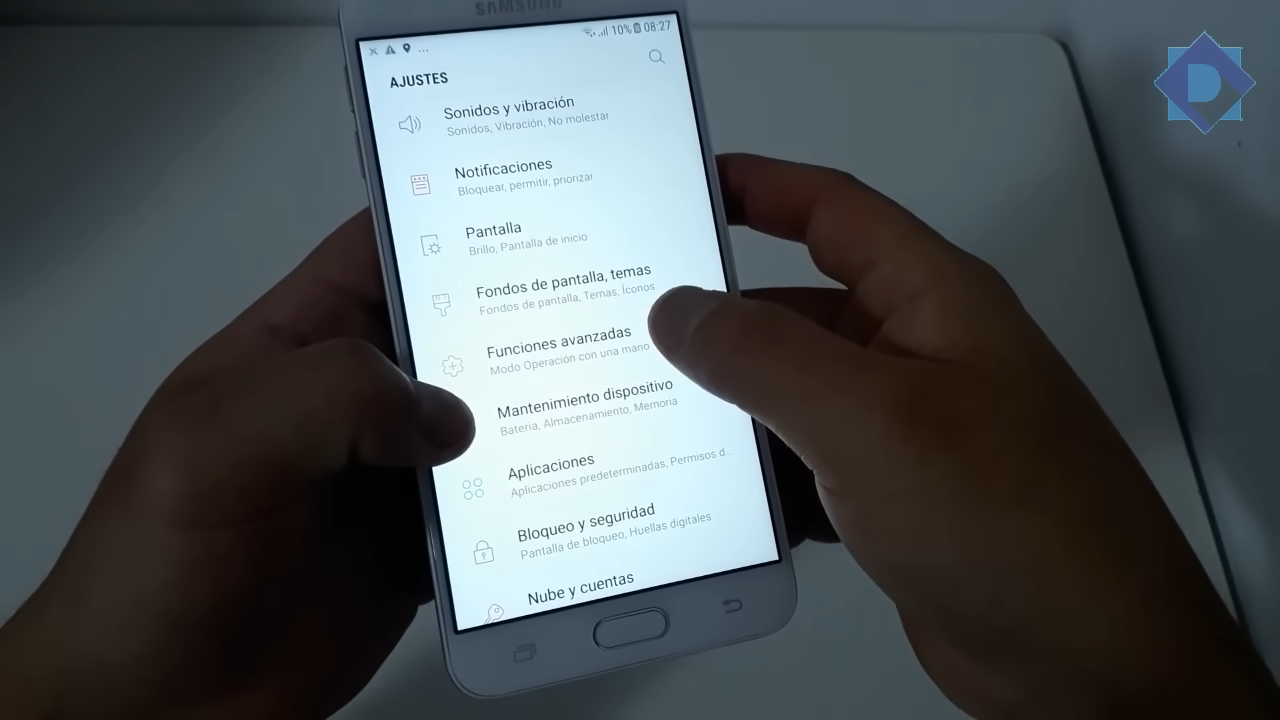 SAMSUNG
... 10% 08:27
AJUSTES
Sonidos y vibración
Sonidos, Vibración, No molestar
Notificaciones
Bloquear, permitir, priorizar
Pantalla
Brillo, Pantalla de inicio
Fondos de pantalla, temas
Fondos de pantalla, Temas, Íconos
Funciones avanzadas
Modo Operación con una mano
Mantenimiento dispositivo
Batería, Almacenamiento, Memoria
Aplicaciones
Aplicaciones predeterminadas, Permisos d...
Bloqueo y seguridad
Pantalla de bloqueo, Huellas digitales
Nube y cuentas
D